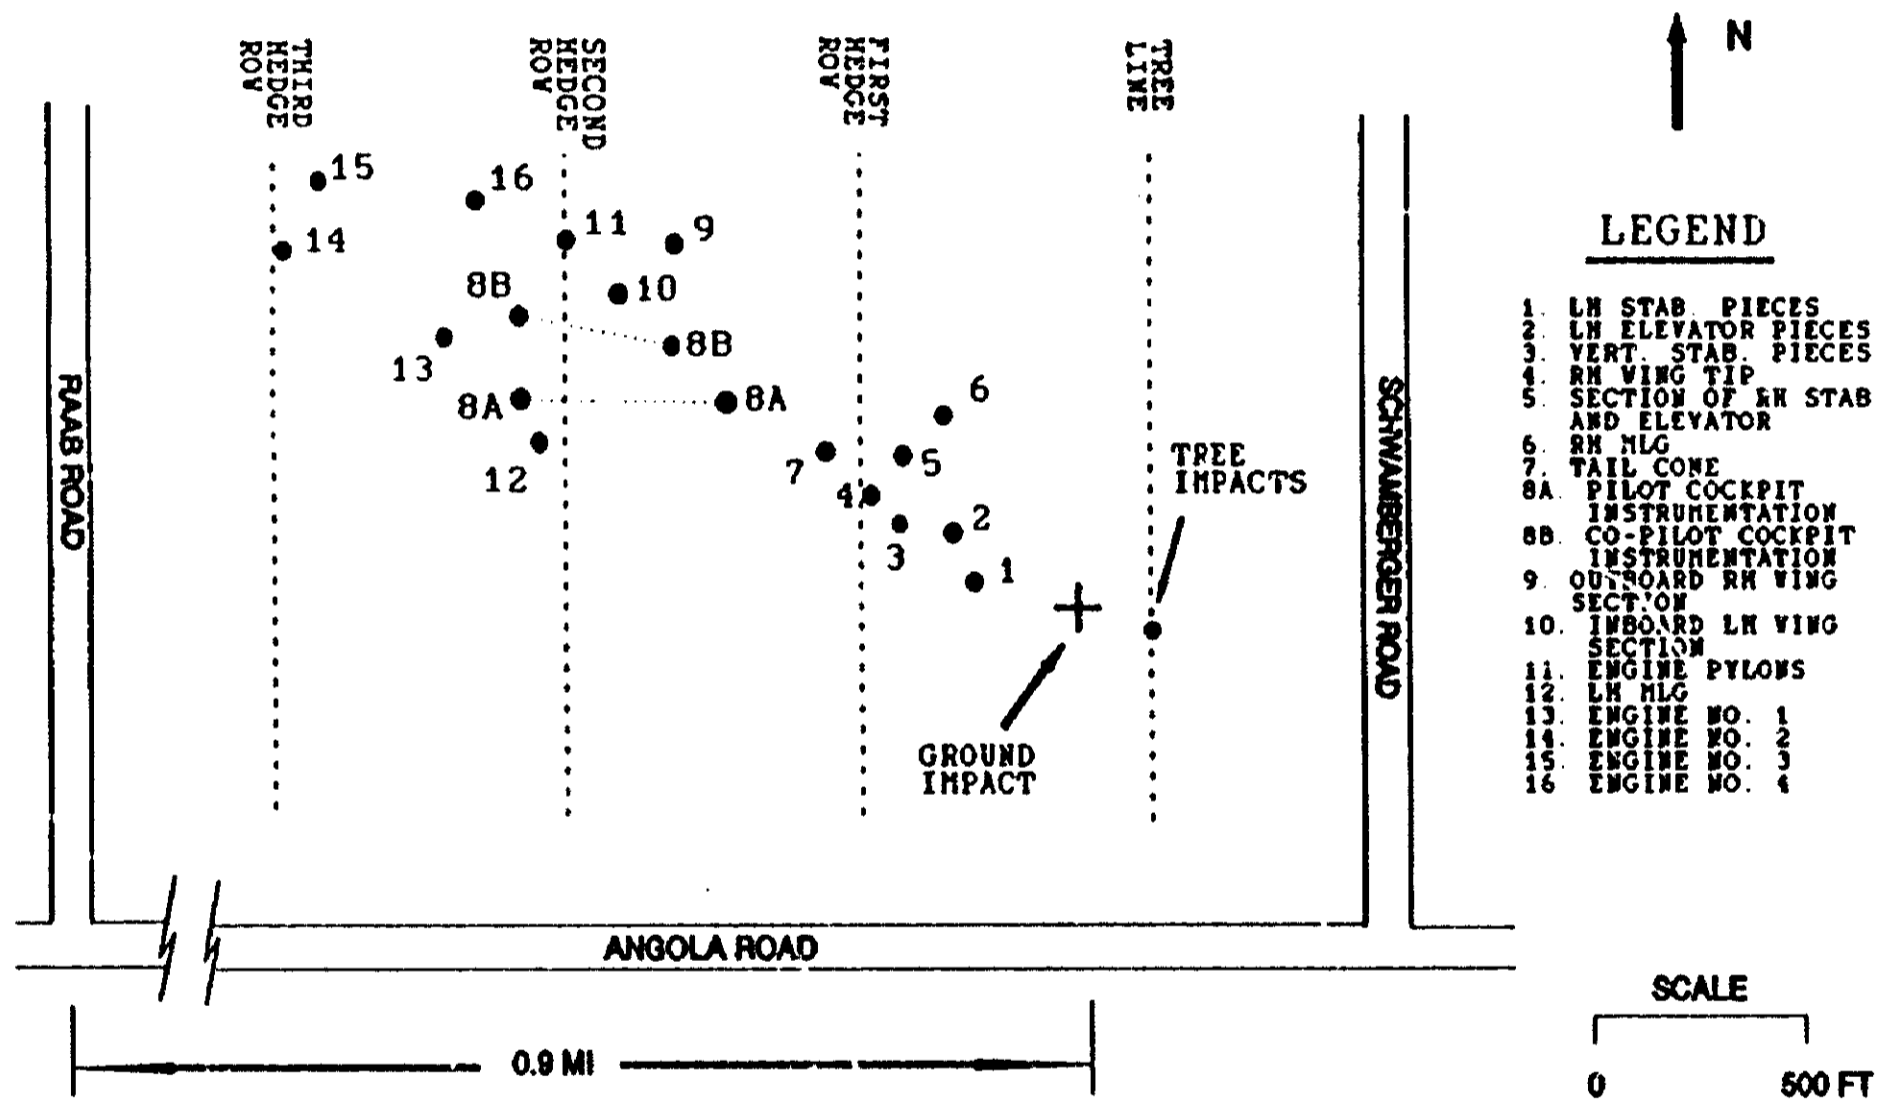 THIRD
HEDGE
ROW
SECOND
HEDGE
ROW
FIRST
HEDGE
ROW
TREE
LINE
N
15
16
14
11
9
8B
10
13
8B
8A
8A
6
12
7
5
4
3
2
1
TREE
IMPACTS
GROUND
IMPACT
RAAB ROAD
SCHWAMBERGER ROAD
ANGOLA ROAD
0.9 MI
LEGEND
1. LH STAB. PIECES
2. LH ELEVATOR PIECES
3. VERT. STAB. PIECES
4. RH WING TIP
5. SECTION OF RH STAB
AND ELEVATOR
6. RH MLG
7. TAIL CONE
8A. PILOT COCKPIT
INSTRUMENTATION
8B. CO-PILOT COCKPIT
INSTRUMENTATION
9. OUTBOARD RH WING
SECTION
10. INBOARD LH WING
SECTION
11. ENGINE PYLONS
12. LH MLG
13. ENGINE NO. 1
14. ENGINE NO. 2
15. ENGINE NO. 3
16 ENGINE NO. 4
SCALE
0 500 FT